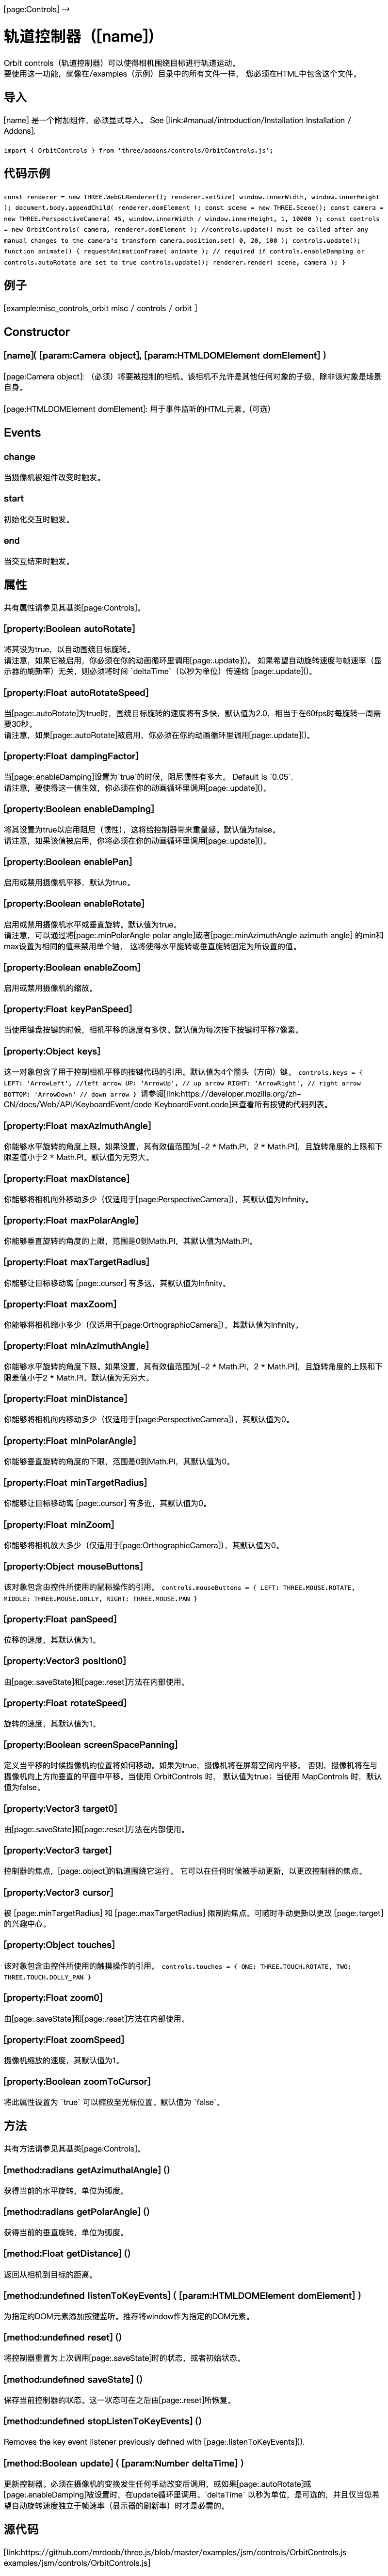 [page:Controls] →
轨道控制器（[name]）
Orbit controls（轨道控制器）可以使得相机围绕目标进行轨道运动。
要使用这一功能，就像在/examples（示例）目录中的所有文件一样， 您必须在HTML中包含这个文件。
导入
[name] 是一个附加组件，必须显式导入。 See [link:#manual/introduction/Installation Installation /
Addons].
import { OrbitControls } from 'three/addons/controls/OrbitControls.js';
代码示例
const renderer = new THREE.WebGLRenderer(); renderer.setSize( window.innerWidth, window.innerHeight
); document.body.appendChild( renderer.domElement ); const scene = new THREE.Scene(); const camera =
new THREE.PerspectiveCamera( 45, window.innerWidth / window.innerHeight, 1, 10000 ); const controls
= new OrbitControls( camera, renderer.domElement ); //controls.update() must be called after any
manual changes to the camera's transform camera.position.set( 0, 20, 100 ); controls.update();
function animate() { requestAnimationFrame( animate ); // required if controls.enableDamping or
controls.autoRotate are set to true controls.update(); renderer.render( scene, camera ); }
例子
[example:misc_controls_orbit misc / controls / orbit ]
Constructor
[name]( [param:Camera object], [param:HTMLDOMElement domElement] )
[page:Camera object]: （必须）将要被控制的相机。该相机不允许是其他任何对象的子级，除非该对象是场景
自身。
[page:HTMLDOMElement domElement]: 用于事件监听的HTML元素。(可选)
Events
change
当摄像机被组件改变时触发。
start
初始化交互时触发。
end
当交互结束时触发。
属性
共有属性请参见其基类[page:Controls]。
[property:Boolean autoRotate]
将其设为true，以自动围绕目标旋转。
请注意，如果它被启用，你必须在你的动画循环里调用[page:.update]()。 如果希望自动旋转速度与帧速率（显
示器的刷新率）无关，则必须将时间 `deltaTime`（以秒为单位）传递给 [page:.update]()。
[property:Float autoRotateSpeed]
当[page:.autoRotate]为true时，围绕目标旋转的速度将有多快，默认值为2.0，相当于在60fps时每旋转一周需
要30秒。
请注意，如果[page:.autoRotate]被启用，你必须在你的动画循环里调用[page:.update]()。
[property:Float dampingFactor]
当[page:.enableDamping]设置为`true`的时候，阻尼惯性有多大。 Default is `0.05`.
请注意，要使得这一值生效，你必须在你的动画循环里调用[page:.update]()。
[property:Boolean enableDamping]
将其设置为true以启用阻尼（惯性），这将给控制器带来重量感。默认值为false。
请注意，如果该值被启用，你将必须在你的动画循环里调用[page:.update]()。
[property:Boolean enablePan]
启用或禁用摄像机平移，默认为true。
[property:Boolean enableRotate]
启用或禁用摄像机水平或垂直旋转。默认值为true。
请注意，可以通过将[page:.minPolarAngle polar angle]或者[page:.minAzimuthAngle azimuth angle] 的min和
max设置为相同的值来禁用单个轴， 这将使得水平旋转或垂直旋转固定为所设置的值。
[property:Boolean enableZoom]
启用或禁用摄像机的缩放。
[property:Float keyPanSpeed]
当使用键盘按键的时候，相机平移的速度有多快。默认值为每次按下按键时平移7像素。
[property:Object keys]
这一对象包含了用于控制相机平移的按键代码的引用。默认值为4个箭头（方向）键。 controls.keys = {
LEFT: 'ArrowLeft', //left arrow UP: 'ArrowUp', // up arrow RIGHT: 'ArrowRight', // right arrow
BOTTOM: 'ArrowDown' // down arrow } 请参阅[link:https://developer.mozilla.org/zh-
CN/docs/Web/API/KeyboardEvent/code KeyboardEvent.code]来查看所有按键的代码列表。
[property:Float maxAzimuthAngle]
你能够水平旋转的角度上限。如果设置，其有效值范围为[-2 * Math.PI，2 * Math.PI]，且旋转角度的上限和下
限差值小于2 * Math.PI。默认值为无穷大。
[property:Float maxDistance]
你能够将相机向外移动多少（仅适用于[page:PerspectiveCamera]），其默认值为Infinity。
[property:Float maxPolarAngle]
你能够垂直旋转的角度的上限，范围是0到Math.PI，其默认值为Math.PI。
[property:Float maxTargetRadius]
你能够让目标移动离 [page:.cursor] 有多远，其默认值为Infinity。
[property:Float maxZoom]
你能够将相机缩小多少（仅适用于[page:OrthographicCamera]），其默认值为Infinity。
[property:Float minAzimuthAngle]
你能够水平旋转的角度下限。如果设置，其有效值范围为[-2 * Math.PI，2 * Math.PI]，且旋转角度的上限和下
限差值小于2 * Math.PI。默认值为无穷大。
[property:Float minDistance]
你能够将相机向内移动多少（仅适用于[page:PerspectiveCamera]），其默认值为0。
[property:Float minPolarAngle]
你能够垂直旋转的角度的下限，范围是0到Math.PI，其默认值为0。
[property:Float minTargetRadius]
你能够让目标移动离 [page:.cursor] 有多近，其默认值为0。
[property:Float minZoom]
你能够将相机放大多少（仅适用于[page:OrthographicCamera]），其默认值为0。
[property:Object mouseButtons]
该对象包含由控件所使用的鼠标操作的引用。 controls.mouseButtons = { LEFT: THREE.MOUSE.ROTATE,
MIDDLE: THREE.MOUSE.DOLLY, RIGHT: THREE.MOUSE.PAN }
[property:Float panSpeed]
位移的速度，其默认值为1。
[property:Vector3 position0]
由[page:.saveState]和[page:.reset]方法在内部使用。
[property:Float rotateSpeed]
旋转的速度，其默认值为1。
[property:Boolean screenSpacePanning]
定义当平移的时候摄像机的位置将如何移动。如果为true，摄像机将在屏幕空间内平移。 否则，摄像机将在与
摄像机向上方向垂直的平面中平移。当使用 OrbitControls 时， 默认值为true；当使用 MapControls 时，默认
值为false。
[property:Vector3 target0]
由[page:.saveState]和[page:.reset]方法在内部使用。
[property:Vector3 target]
控制器的焦点，[page:.object]的轨道围绕它运行。 它可以在任何时候被手动更新，以更改控制器的焦点。
[property:Vector3 cursor]
被 [page:.minTargetRadius] 和 [page:.maxTargetRadius] 限制的焦点。可随时手动更新以更改 [page:.target]
的兴趣中心。
[property:Object touches]
该对象包含由控件所使用的触摸操作的引用。 controls.touches = { ONE: THREE.TOUCH.ROTATE, TWO:
THREE.TOUCH.DOLLY_PAN }
[property:Float zoom0]
由[page:.saveState]和[page:.reset]方法在内部使用。
[property:Float zoomSpeed]
摄像机缩放的速度，其默认值为1。
[property:Boolean zoomToCursor]
将此属性设置为 `true` 可以缩放至光标位置。默认值为 `false`。
方法
共有方法请参见其基类[page:Controls]。
[method:radians getAzimuthalAngle] ()
获得当前的水平旋转，单位为弧度。
[method:radians getPolarAngle] ()
获得当前的垂直旋转，单位为弧度。
[method:Float getDistance] ()
返回从相机到目标的距离。
[method:undefined listenToKeyEvents] ( [param:HTMLDOMElement domElement] )
为指定的DOM元素添加按键监听。推荐将window作为指定的DOM元素。
[method:undefined reset] ()
将控制器重置为上次调用[page:.saveState]时的状态，或者初始状态。
[method:undefined saveState] ()
保存当前控制器的状态。这一状态可在之后由[page:.reset]所恢复。
[method:undefined stopListenToKeyEvents] ()
Removes the key event listener previously defined with [page:.listenToKeyEvents]().
[method:Boolean update] ( [param:Number deltaTime] )
更新控制器。必须在摄像机的变换发生任何手动改变后调用，或如果[page:.autoRotate]或
[page:.enableDamping]被设置时，在update循环里调用。`deltaTime` 以秒为单位，是可选的，并且仅当您希
望自动旋转速度独立于帧速率（显示器的刷新率）时才是必需的。
源代码
[link:https://github.com/mrdoob/three.js/blob/master/examples/jsm/controls/OrbitControls.js
examples/jsm/controls/OrbitControls.js]